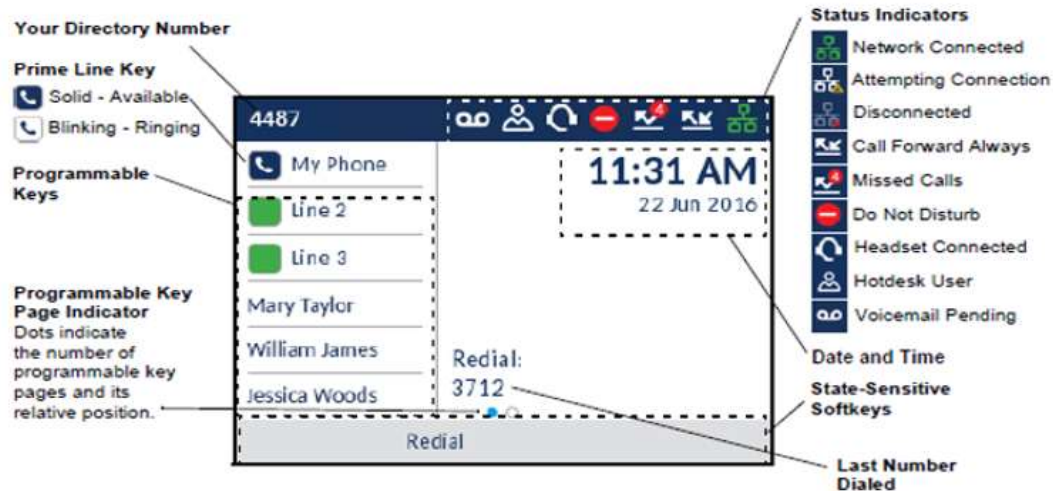 Your Directory Number
Prime Line Key
Solid - Available
Blinking - Ringing
Programmable
Keys
Programmable Key
Page Indicator
Dots indicate
the number of
programmable key
pages and its
relative position.
4487
4
My Phone
Line 2
Line 3
Mary Taylor
William James
Jessica Woods
11:31 AM
22 Jun 2016
Redial:
3712
Redial
Status Indicators
Network Connected
Attempting Connection
Disconnected
Call Forward Always
4
Missed Calls
Do Not Disturb
Headset Connected
Hotdesk User
Voicemail Pending
Date and Time
State-Sensitive
Softkeys
Last Number
Dialed